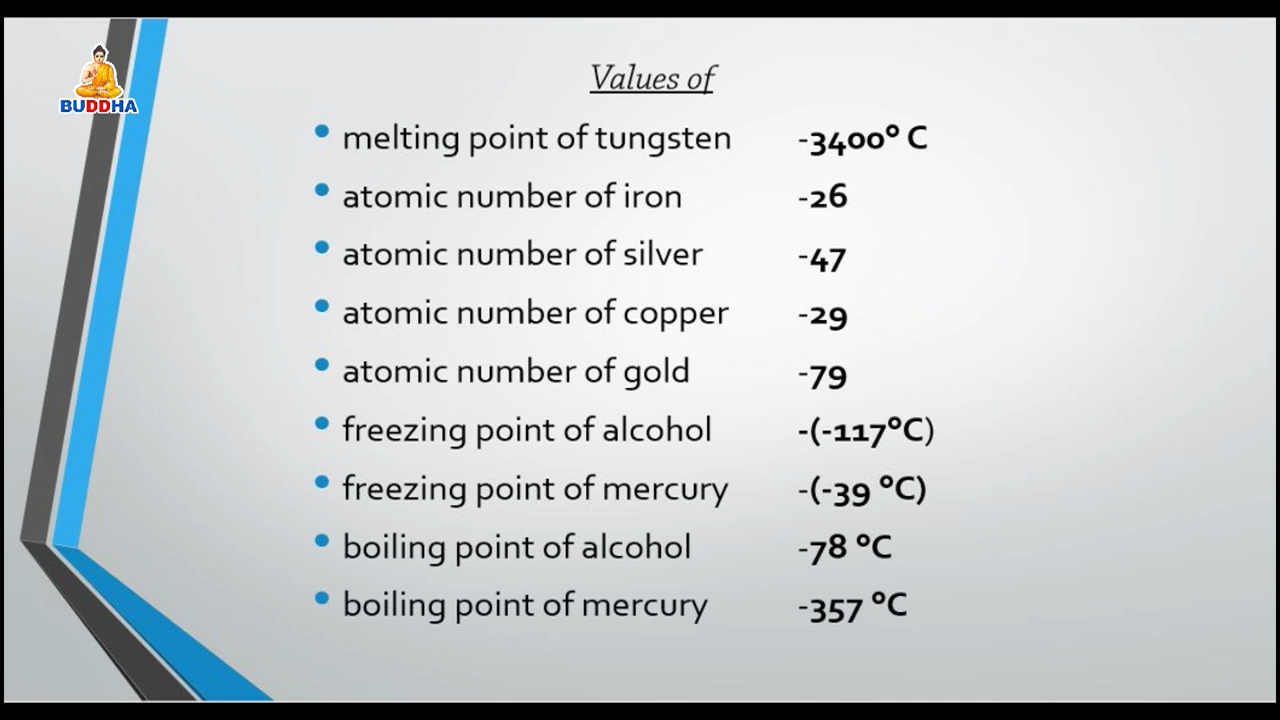 BUDDHA
Values of
• melting point of tungsten -3400° C
• atomic number of iron -26
• atomic number of silver -47
• atomic number of copper -29
• atomic number of gold -79
• freezing point of alcohol -(-117°C)
• freezing point of mercury -(-39 °C)
• boiling point of alcohol -78 °C
• boiling point of mercury -357 °C